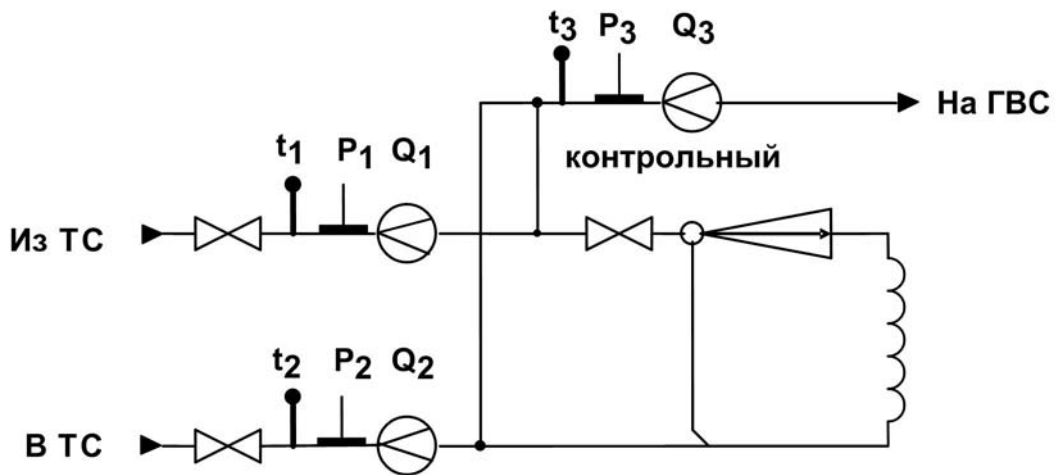 t3 P3 Q3
На ГВС
контрольный
t1 P1 Q1
Из ТС
t2 P2 Q2
В ТС